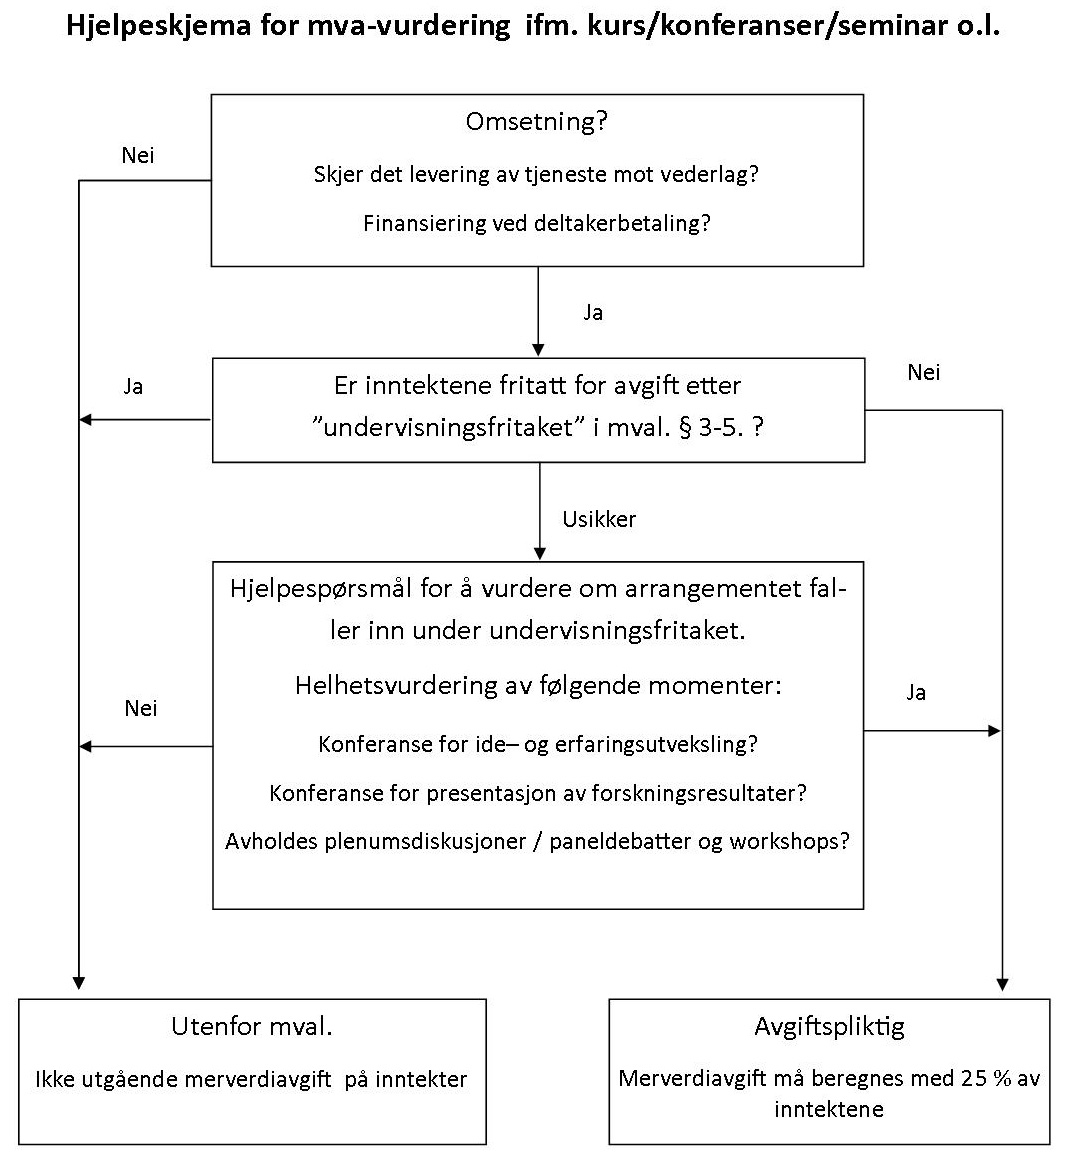 Hjelpeskjema for mva-vurdering ifm. kurs/konferanser/seminar o.l.
Omsetning?
Nei
Skjer det levering av tjeneste mot vederlag?
Finansiering ved deltakerbetaling?
Ja
Er inntektene fritatt for avgift etter
”undervisningsfritaket” i mval. § 3-5. ?
Ja
Nei
Usikker
Hjelpespørsmål for å vurdere om arrangementet fal-
ler inn under undervisningsfritaket.
Helhetsvurdering av følgende momenter:
Nei
Ja
Konferanse for ide– og erfaringsutveksling?
Konferanse for presentasjon av forskningsresultater?
Avholdes plenumsdiskusjoner / paneldebatter og workshops?
Utenfor mval.
Ikke utgående merverdiavgift på inntekter
Avgiftspliktig
Merverdiavgift må beregnes med 25 % av
inntektene